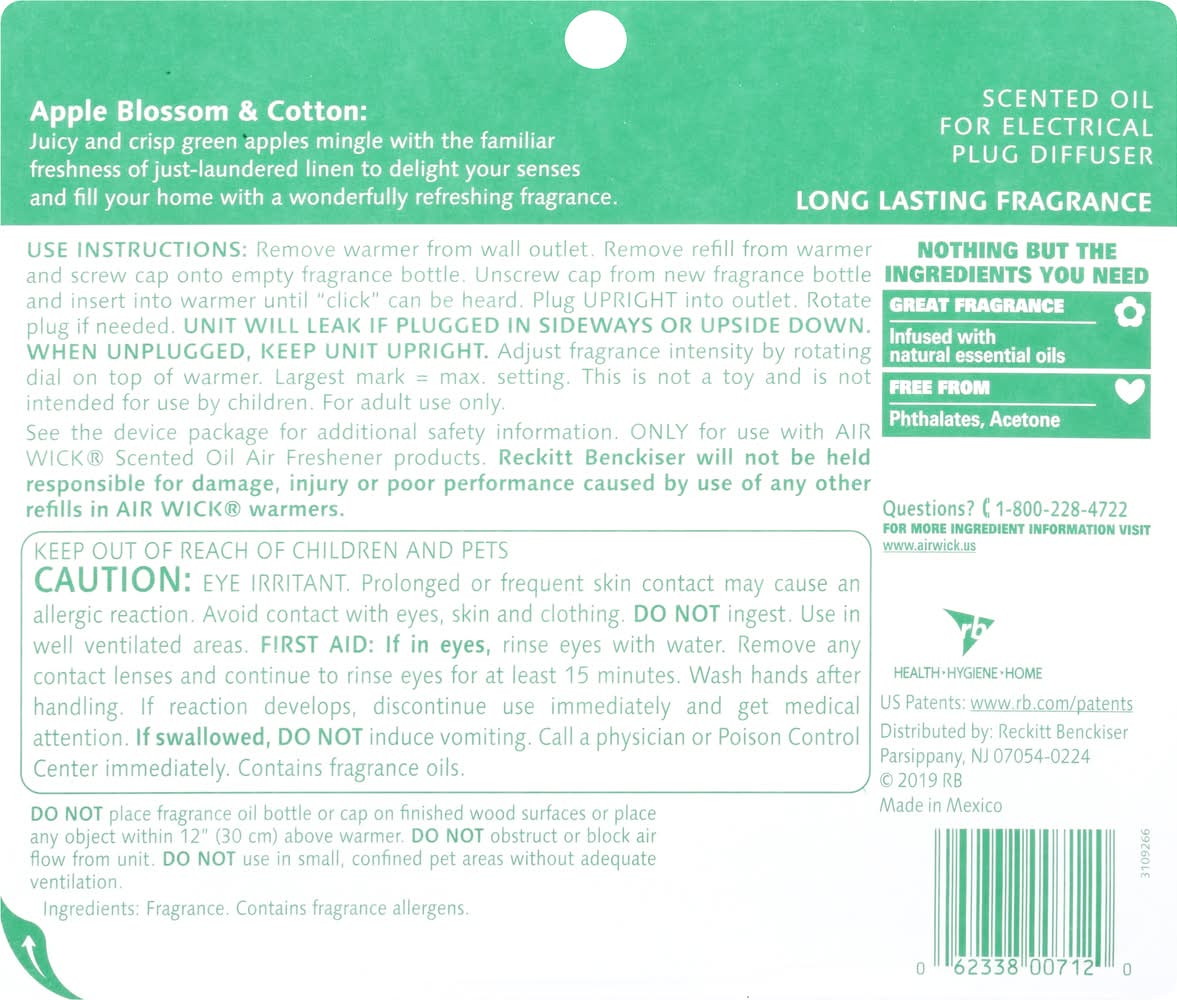 Apple Blossom & Cotton:
Juicy and crisp green apples mingle with the familiar
freshness of just-laundered linen to delight your senses
and fill your home with a wonderfully refreshing fragrance.
SCENTED OIL
FOR ELECTRICAL
PLUG DIFFUSER
LONG LASTING FRAGRANCE
USE INSTRUCTIONS: Remove warmer from wall outlet. Remove refill from warmer
and screw cap onto empty fragrance bottle. Unscrew cap from new fragrance bottle
and insert into warmer until “click” can be heard. Plug UPRIGHT into outlet. Rotate
plug if needed. UNIT WILL LEAK IF PLUGGED IN SIDEWAYS OR UPSIDE DOWN.
WHEN UNPLUGGED, KEEP UNIT UPRIGHT. Adjust fragrance intensity by rotating
dial on top of warmer. Largest mark = max. setting. This is not a toy and is not
intended for use by children. For adult use only.
See the device package for additional safety information. ONLY for use with AIR
WICK® Scented Oil Air Freshener products. Reckitt Benckiser will not be held
responsible for damage, injury or poor performance caused by use of any other
refills in AIR WICK® warmers.
KEEP OUT OF REACH OF CHILDREN AND PETS
CAUTION: EYE IRRITANT. Prolonged or frequent skin contact may cause an
allergic reaction. Avoid contact with eyes, skin and clothing. DO NOT ingest. Use in
well ventilated areas. FIRST AID: If in eyes, rinse eyes with water. Remove any
contact lenses and continue to rinse eyes for at least 15 minutes. Wash hands after
handling. If reaction develops, discontinue use immediately and get medical
attention. If swallowed, DO NOT induce vomiting. Call a physician or Poison Control
Center immediately. Contains fragrance oils.
DO NOT place fragrance oil bottle or cap on finished wood surfaces or place
any object within 12” (30 cm) above warmer. DO NOT obstruct or block air
flow from unit. DO NOT use in small, confined pet areas without adequate
ventilation.
Ingredients: Fragrance. Contains fragrance allergens.
NOTHING BUT THE
INGREDIENTS YOU NEED
GREAT FRAGRANCE
Infused with
natural essential oils
FREE FROM
Phthalates, Acetone
Questions? 1-800-228-4722
FOR MORE INGREDIENT INFORMATION VISIT
www.airwick.us
rb
HEALTH•HYGIENE•HOME
US Patents: www.rb.com/patents
Distributed by: Reckitt Benckiser
Parsippany, NJ 07054-0224
© 2019 RB
Made in Mexico
3109266
0 62338 00712 0